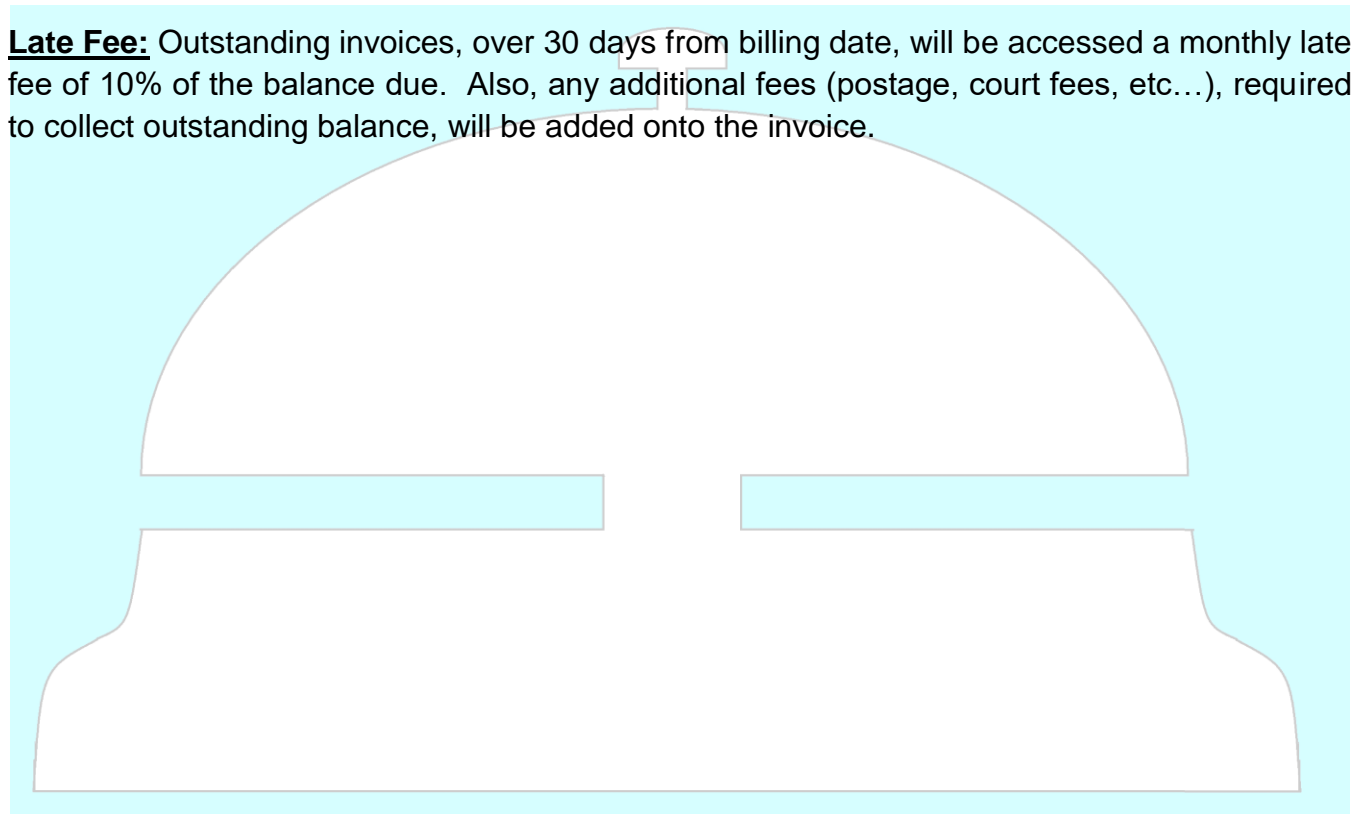 Late Fee: Outstanding invoices, over 30 days from billing date, will be accessed a monthly late
fee of 10% of the balance due.  Also, any additional fees (postage, court fees, etc…), required
to collect outstanding balance, will be added onto the invoice.